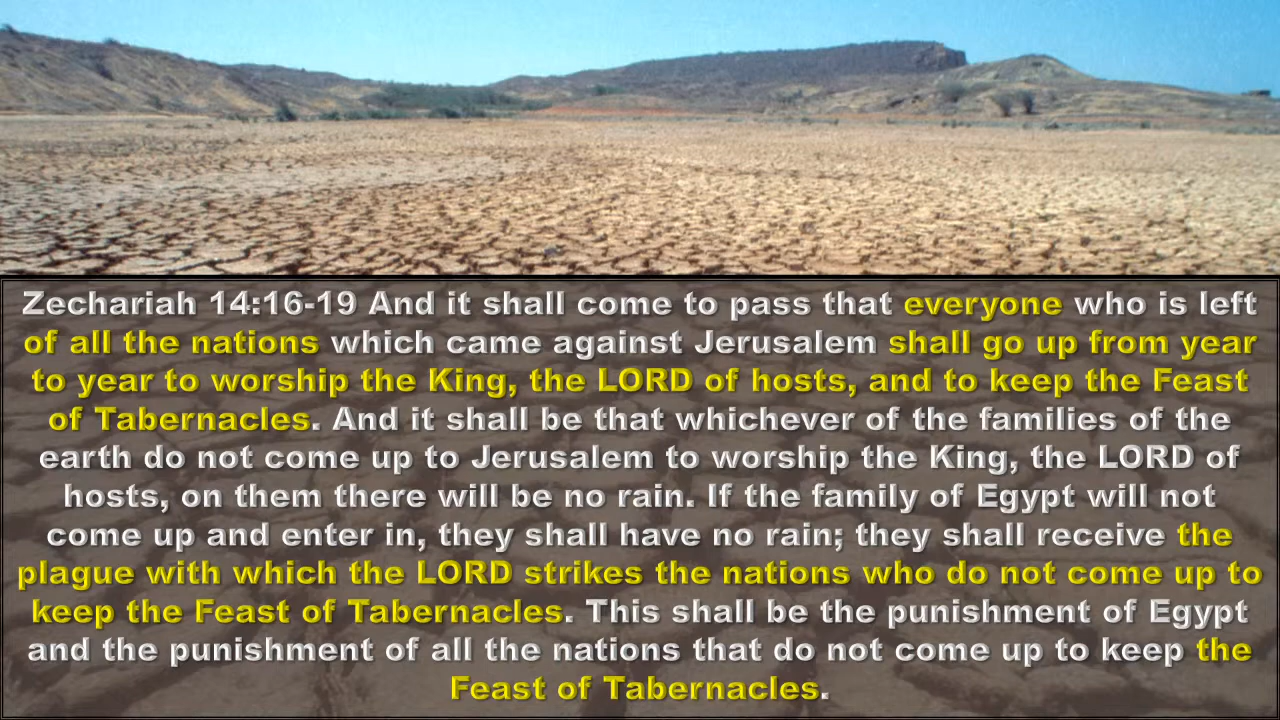 Zechariah 14:16-19 And it shall come to pass that everyone who is left
of all the nations which came against Jerusalem shall go up from year
to year to worship the King, the LORD of hosts, and to keep the Feast
of Tabernacles. And it shall be that whichever of the families of the
earth do not come up to Jerusalem to worship the King, the LORD of
hosts, on them there will be no rain. If the family of Egypt will not
come up and enter in, they shall have no rain; they shall receive the
plague with which the LORD strikes the nations who do not come up to
keep the Feast of Tabernacles. This shall be the punishment of Egypt
and the punishment of all the nations that do not come up to keep the
Feast of Tabernacles.